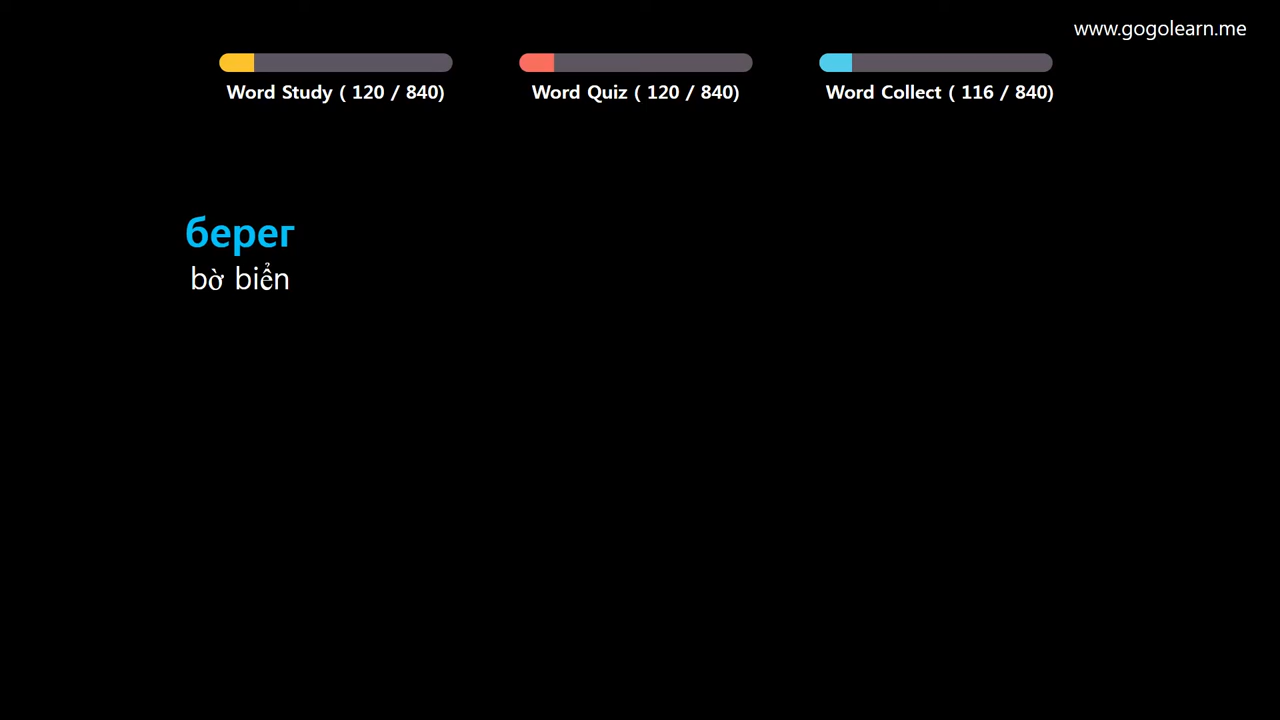 www.gogolearn.me
Word Study ( 120 / 840)
Word Quiz ( 120 / 840)
Word Collect ( 116 / 840)
берег
bờ biển